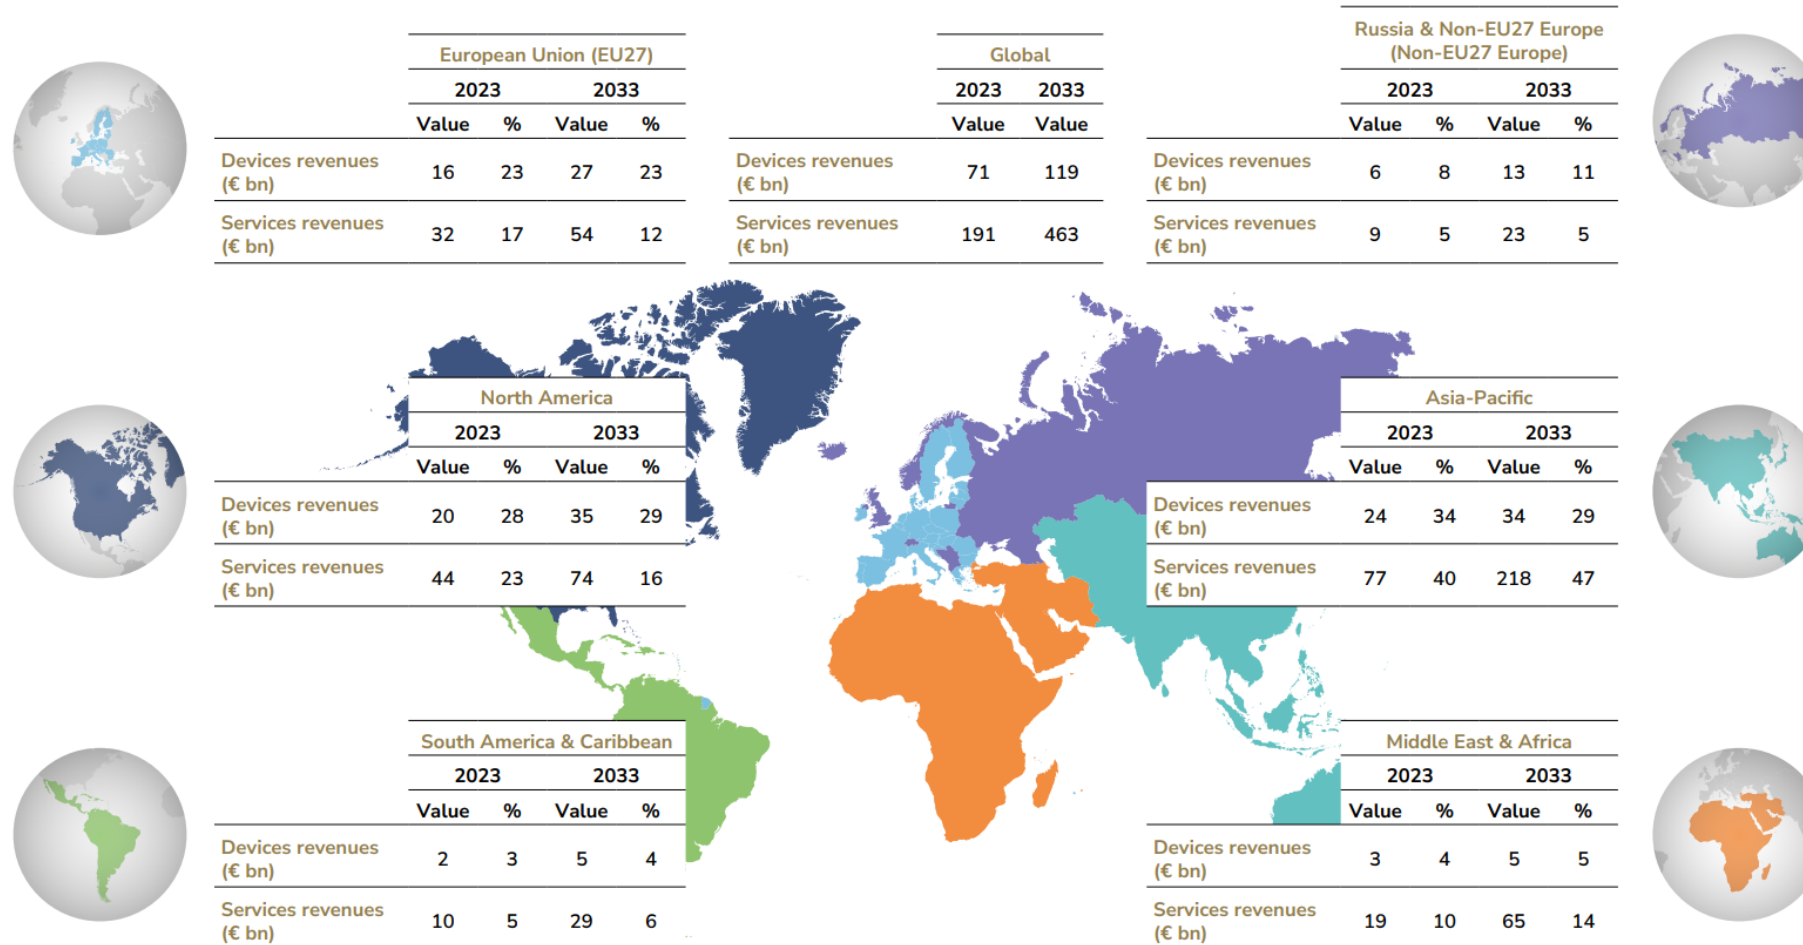 European Union (EU27)
2023 2033
Value % Value %
Devices revenues
(€ bn) 16 23 27 23
Services revenues
(€ bn) 32 17 54 12
Global
2023 2033
Value Value
Devices revenues
(€ bn) 71 119
Services revenues
(€ bn) 191 463
Russia & Non-EU27 Europe
(Non-EU27 Europe)
2023 2033
Value % Value %
Devices revenues
(€ bn) 6 8 13 11
Services revenues
(€ bn) 9 5 23 5
North America
2023 2033
Value % Value %
Devices revenues
(€ bn) 20 28 35 29
Services revenues
(€ bn) 44 23 74 16
Asia-Pacific
2023 2033
Value % Value %
Devices revenues
(€ bn) 24 34 34 29
Services revenues
(€ bn) 77 40 218 47
South America & Caribbean
2023 2033
Value % Value %
Devices revenues
(€ bn) 2 3 5 4
Services revenues
(€ bn) 10 5 29 6
Middle East & Africa
2023 2033
Value % Value %
Devices revenues
(€ bn) 3 4 5 5
Services revenues
(€ bn) 19 10 65 14